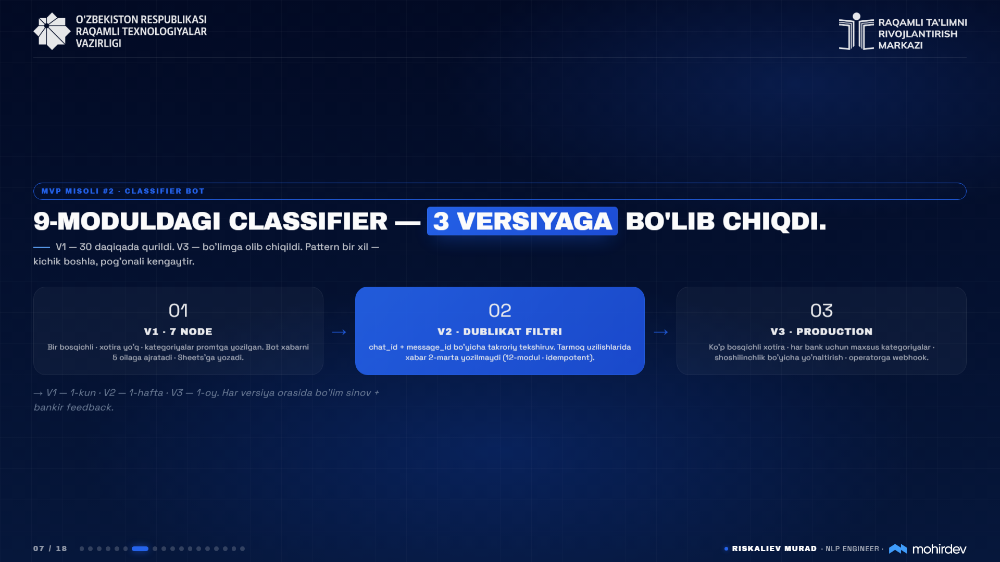 O'ZBEKISTON RESPUBLIKASI
RAQAMLI TEXNOLOGIYALAR
VAZIRLIGI
RAQAMLI TA'LIMNI
RIVOJLANTIRISH
MARKAZI
MVP MISOLI #2 · CLASSIFIER BOT
9-MODULDAGI CLASSIFIER — 3 VERSIYAGA BO'LIB CHIQDI.
V1 — 30 daqiqada qurildi. V3 — bo'limga olib chiqildi. Pattern bir xil —
kichik boshla, pog'onali kengaytir.
01
V1 · 7 NODE
Bir bosqichli · xotira yo'q · kategoriyalar promtga yozilgan. Bot xabarni
5 oilaga ajratadi · Sheets'ga yozadi.
→
02
V2 · DUBLIKAT FILTRI
chat_id + message_id bo'yicha takroriy tekshiruv. Tarmoq uzilishlarida
xabar 2-marta yozilmaydi (12-modul · idempotent).
→
03
V3 · PRODUCTION
Ko'p bosqichli xotira · har bank uchun maxsus kategoriyalar ·
shoshilinchlik bo'yicha yo'naltirish · operatorga webhook.
→ V1 — 1-kun · V2 — 1-hafta · V3 — 1-oy. Har versiya orasida bo'lim sinov +
bankir feedback.
07 / 18
RISKALIEV MURAD · NLP ENGINEER · mohirdev